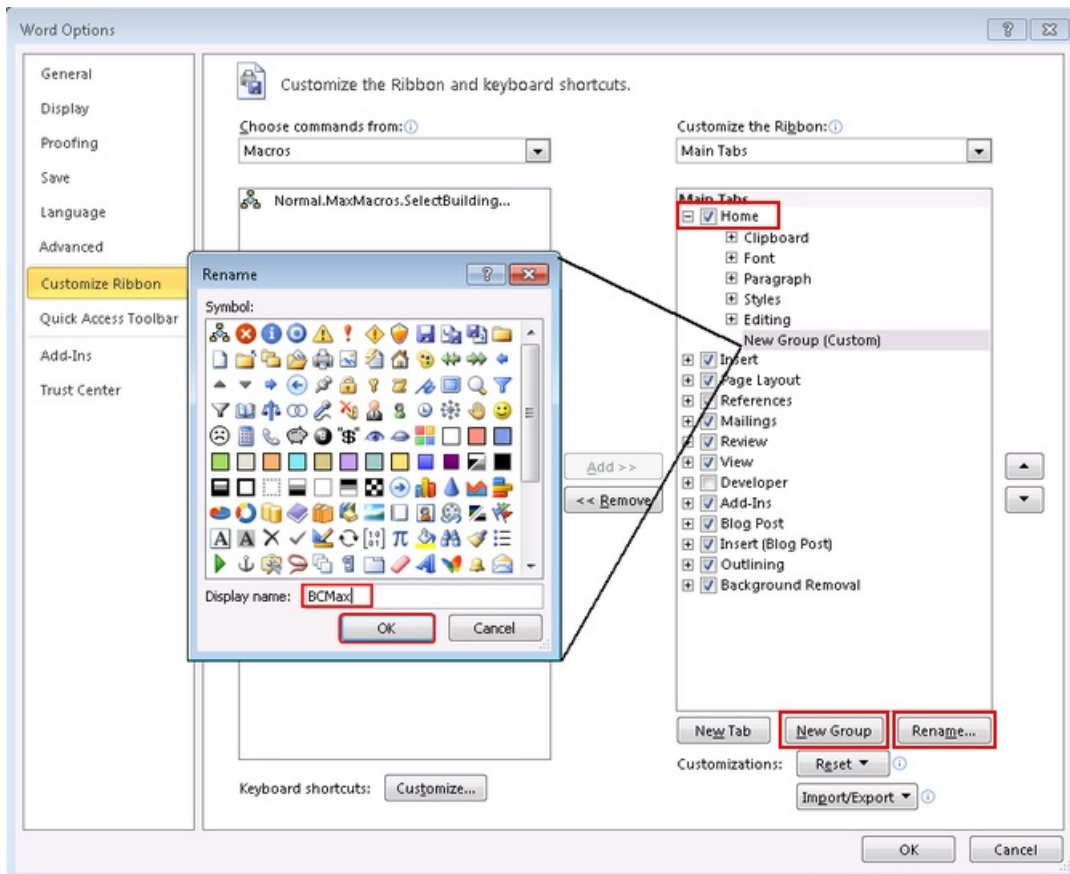 Word Options
General
Display
Proofing
Save
Language
Advanced
Customize Ribbon
Quick Access Toolbar
Add-Ins
Trust Center
Customize the Ribbon and keyboard shortcuts.
Choose commands from:
Macros
Normal.MaxMacros.SelectBuilding...
Rename
Symbol:
Display name: BCMax
OK Cancel
Add >>
<< Remove
Keyboard shortcuts: Customize...
Customize the Ribbon:
Main Tabs
Main Tabs
Home
Clipboard
Font
Paragraph
Styles
Editing
New Group (Custom)
Insert
Page Layout
References
Mailings
Review
View
Developer
Add-Ins
Blog Post
Insert (Blog Post)
Outlining
Background Removal
New Tab New Group Rename...
Customizations: Reset
Import/Export
OK Cancel